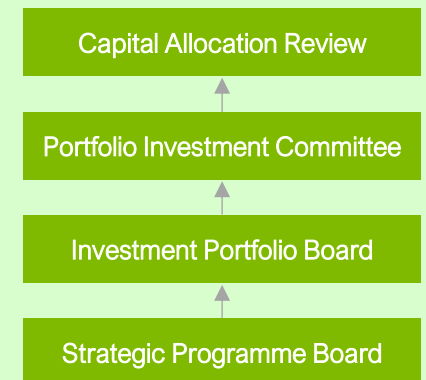 Capital Allocation Review
Portfolio Investment Committee
Investment Portfolio Board
Strategic Programme Board